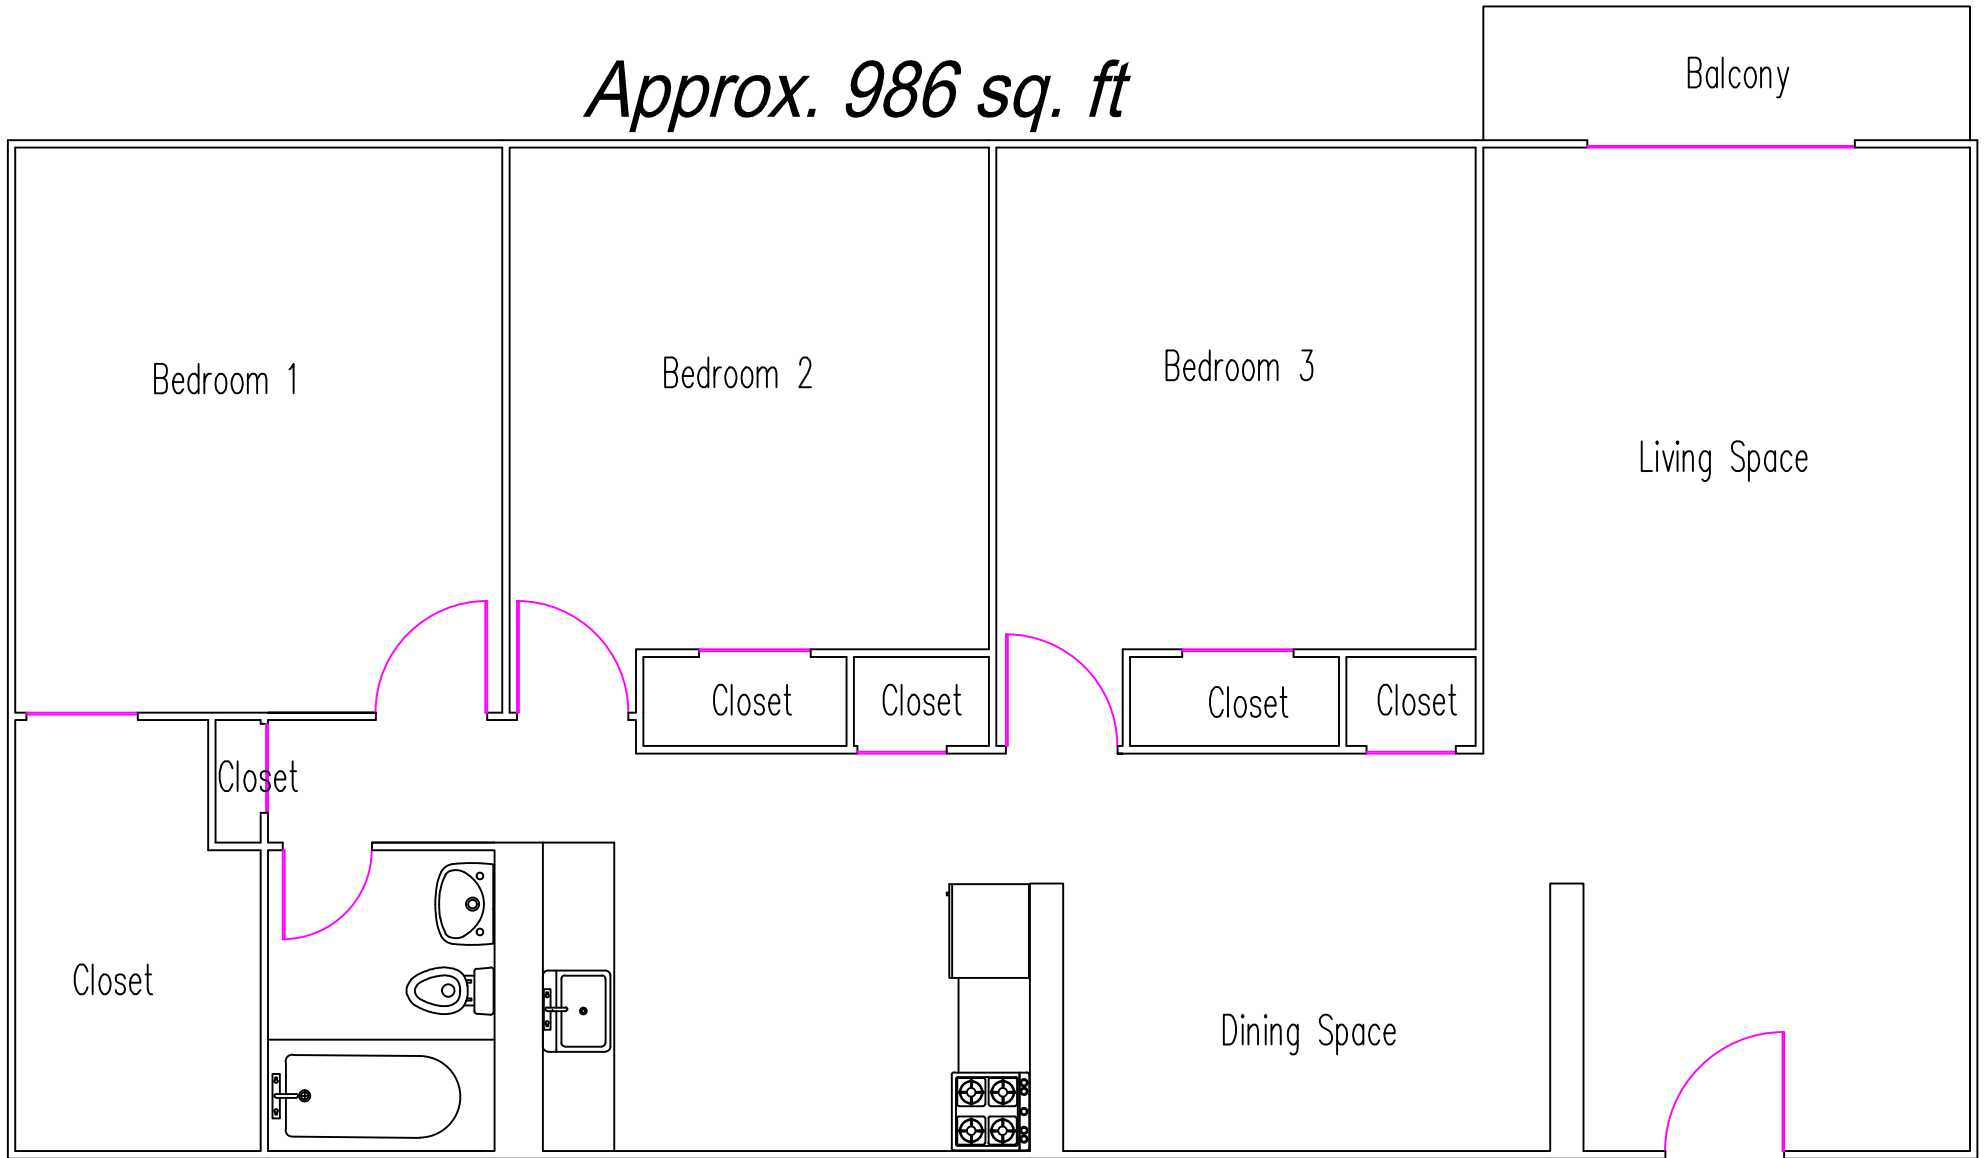 Balcony
Approx. 986 sq. ft
Bedroom 1
Bedroom 2
Bedroom 3
Living Space
Closet
Closet
Closet
Closet
Closet
Closet
Dining Space